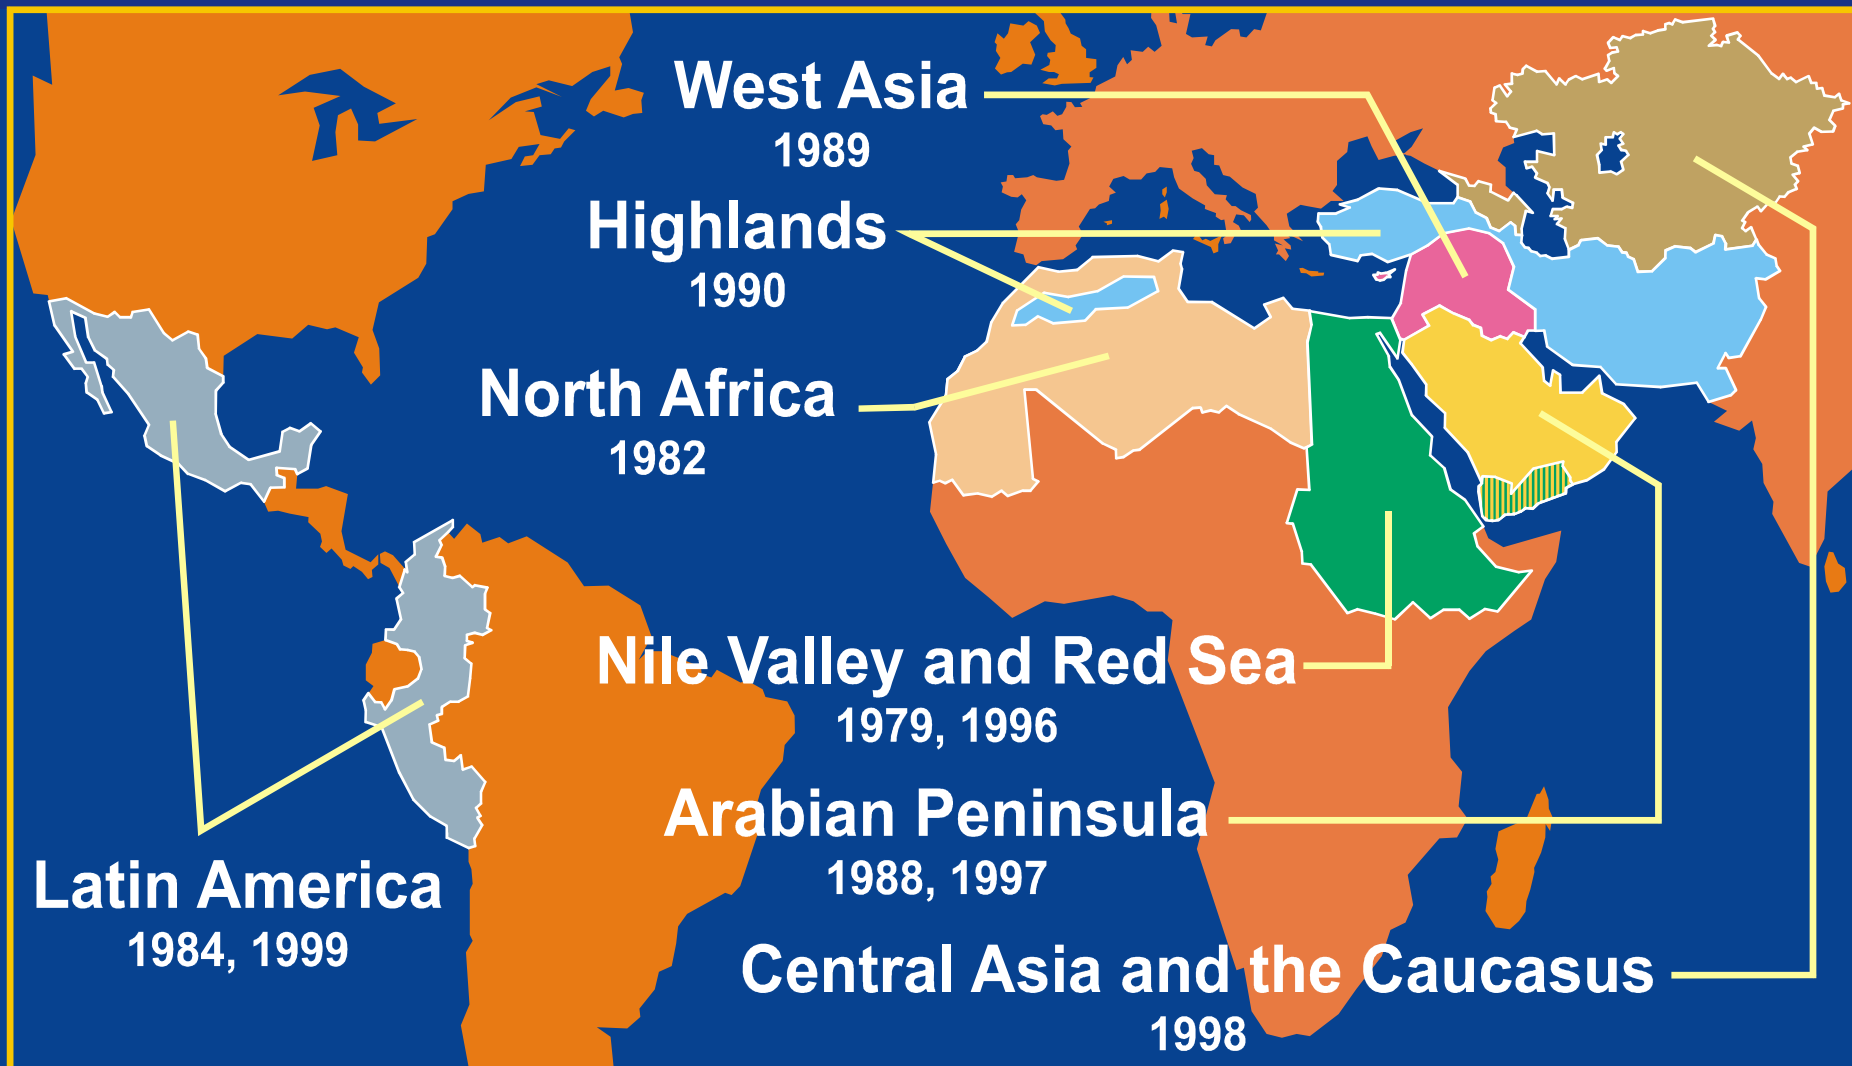 West Asia
1989
Highlands
1990
North Africa
1982
Nile Valley and Red Sea
1979, 1996
Arabian Peninsula
1988, 1997
Latin America
1984, 1999
Central Asia and the Caucasus
1998